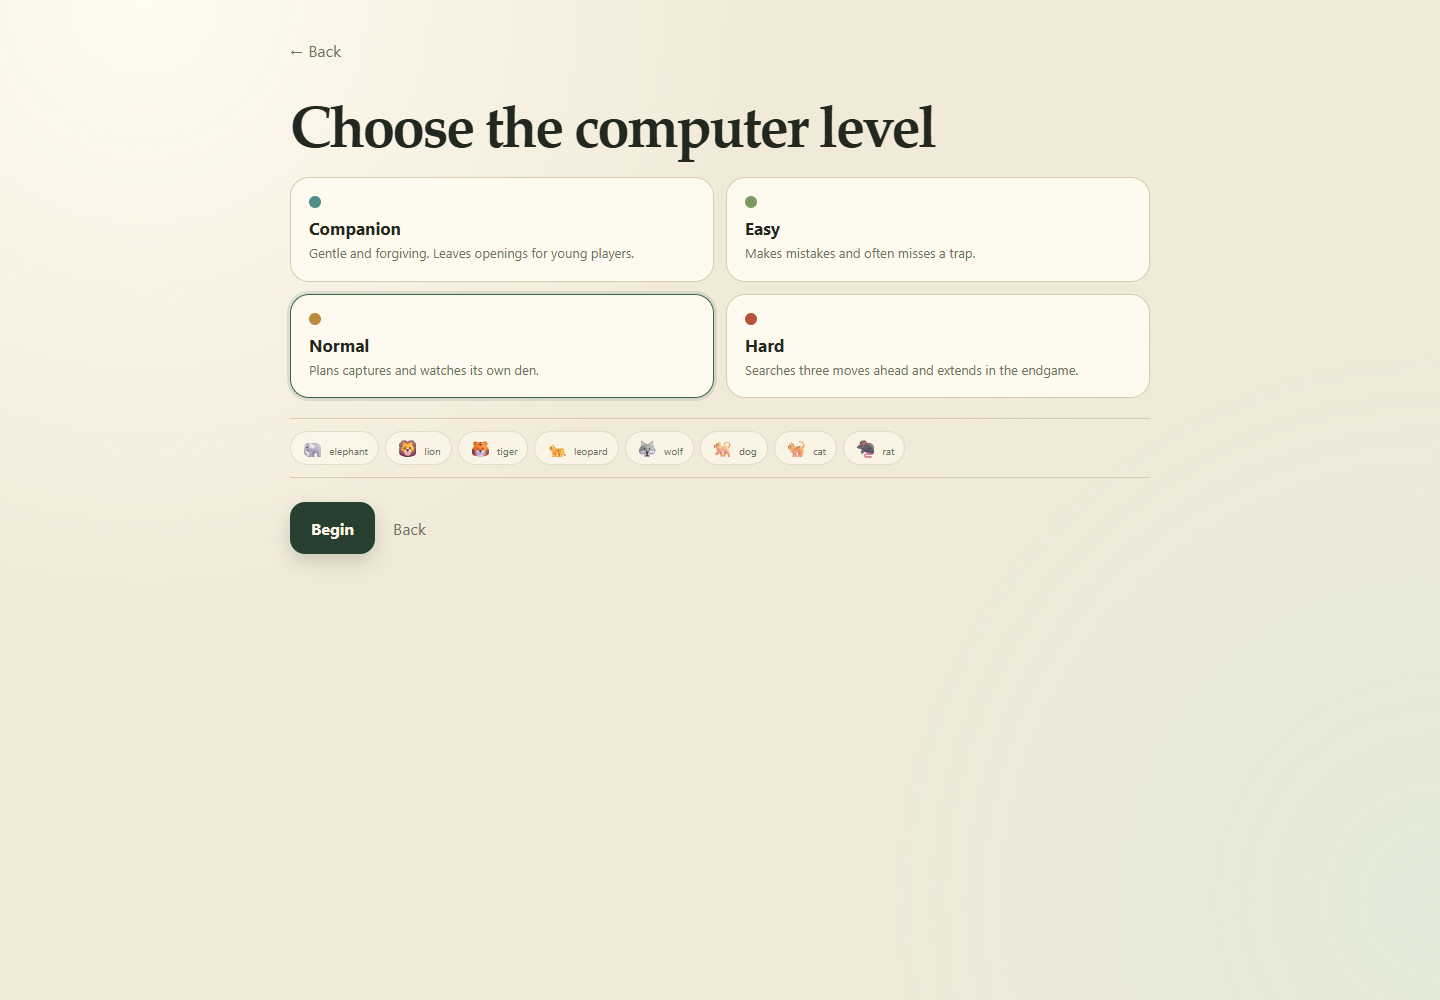 ← Back
Choose the computer level
Companion
Gentle and forgiving. Leaves openings for young players.
Easy
Makes mistakes and often misses a trap.
Normal
Plans captures and watches its own den.
Hard
Searches three moves ahead and extends in the endgame.
elephant lion tiger leopard wolf dog cat rat
Begin Back